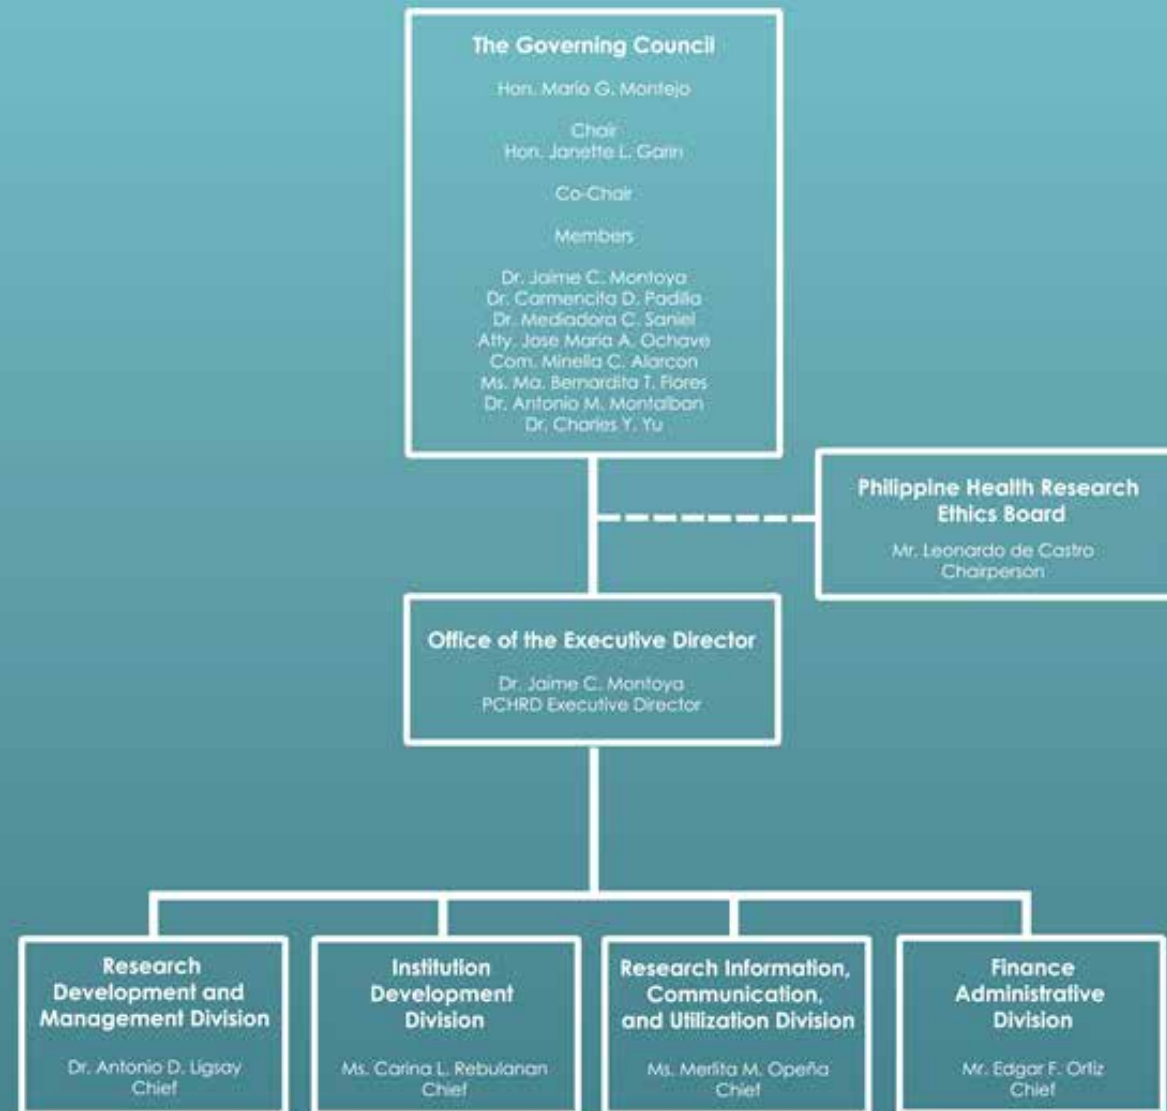 The Governing Council
Hon. Mario G. Montejo
Chair
Hon. Janette L. Garin
Co-Chair
Members
Dr. Jaime C. Montoya
Dr. Carmencita D. Padilla
Dr. Mediadora C. Saniel
Atty. Jose Maria A. Ochave
Com. Minella C. Alarcon
Ms. Ma. Bernardita T. Flores
Dr. Antonio M. Montalban
Dr. Charles Y. Yu
Philippine Health Research
Ethics Board
Mr. Leonardo de Castro
Chairperson
Office of the Executive Director
Dr. Jaime C. Montoya
PCHRD Executive Director
Research
Development and
Management Division
Dr. Antonio D. Ligsay
Chief
Institution
Development
Division
Ms. Carina L. Rebulanan
Chief
Research Information,
Communication,
and Utilization Division
Ms. Merlita M. Opeña
Chief
Finance
Administrative
Division
Mr. Edgar F. Ortiz
Chief